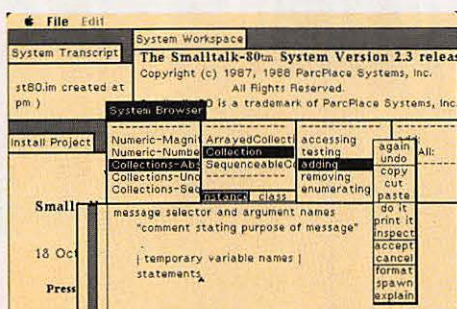 File Edit
System Transcript
System Workspace
The Smalltalk-80tm System Version 2.3 releas
Copyright (c) 1987, 1988 ParcPlace Systems, Inc.
All Rights Reserved.
is a trademark of ParcPlace Systems, Inc
st80.im created at
pm )
System Browser
Install Project
Numeric-Magni
Numeric-Numbe
Collections-Abs
Collections-Uno
Collections-Seq
ArrayedCollecti
Collection
SequenceableCo
instance class
accessing
testing
adding
removing
enumerating
add:
All:
again
undo
copy
cut
paste
do it
print it
inspect
accept
cancel
format
spawn
explain
message selector and argument names
"comment stating purpose of message"
| temporary variable names |
statements
Small
18 Oct
Press